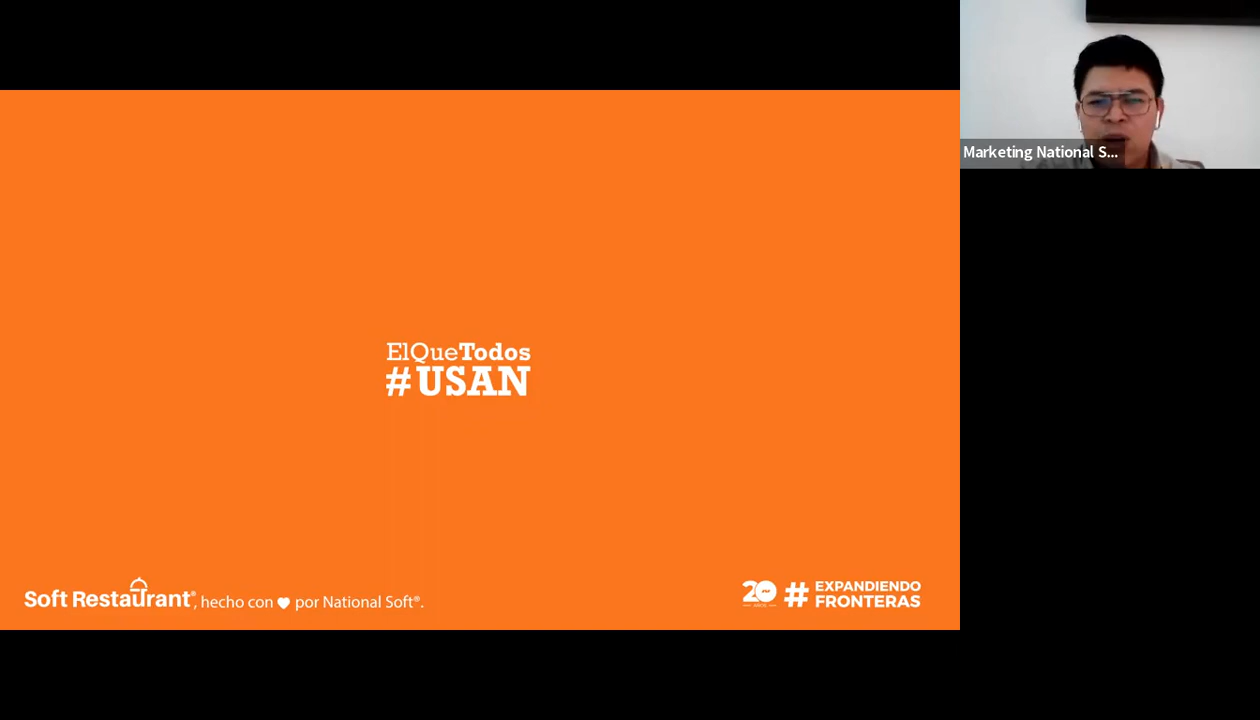 Marketing National S...
ElQueTodos
#USAN
Soft Restaurant®, hecho con por National Soft®.
20 # EXPANDIENDO
FRONTERAS